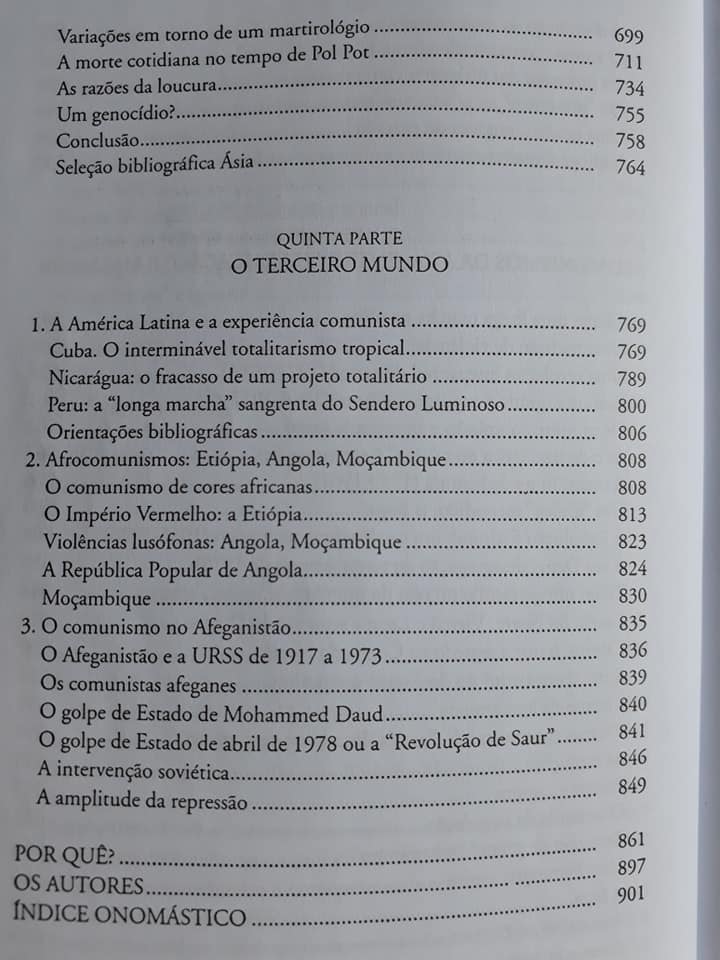 Variações em torno de um martirológio ........ 699
A morte cotidiana no tempo de Pol Pot ........ 711
As razões da loucura ........ 734
Um genocídio? ........ 755
Conclusão ........ 758
Seleção bibliográfica Ásia ........ 764
QUINTA PARTE
O TERCEIRO MUNDO
1. A América Latina e a experiência comunista ........ 769
Cuba. O interminável totalitarismo tropical ........ 769
Nicarágua: o fracasso de um projeto totalitário ........ 789
Peru: a “longa marcha” sangrenta do Sendero Luminoso ........ 800
Orientações bibliográficas ........ 806
2. Afrocomunismos: Etiópia, Angola, Moçambique ........ 808
O comunismo de cores africanas ........ 808
O Império Vermelho: a Etiópia ........ 813
Violências lusófonas: Angola, Moçambique ........ 823
A República Popular de Angola ........ 824
Moçambique ........ 830
3. O comunismo no Afeganistão ........ 835
O Afeganistão e a URSS de 1917 a 1973 ........ 836
Os comunistas afeganes ........ 839
O golpe de Estado de Mohammed Daud ........ 840
O golpe de Estado de abril de 1978 ou a “Revolução de Saur” ........ 841
A intervenção soviética ........ 846
A amplitude da repressão ........ 849
POR QUÊ? ........ 861
OS AUTORES ........ 897
ÍNDICE ONOMÁSTICO ........ 901